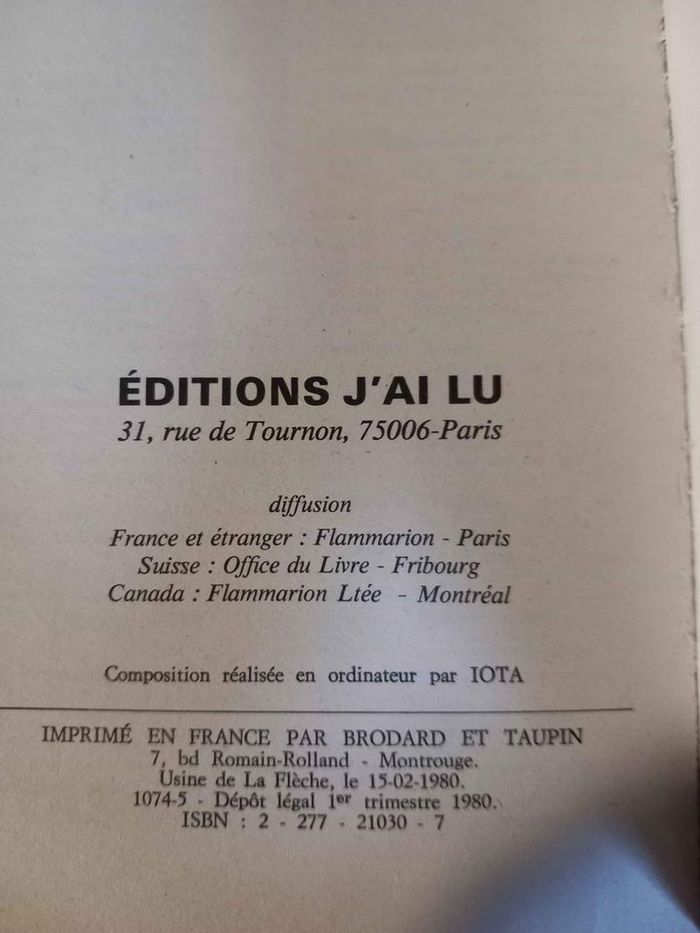 ÉDITIONS J'AI LU
31, rue de Tournon, 75006-Paris
diffusion
France et étranger : Flammarion - Paris
Suisse : Office du Livre - Fribourg
Canada : Flammarion Ltée - Montréal
Composition réalisée en ordinateur par IOTA
IMPRIMÉ EN FRANCE PAR BRODARD ET TAUPIN
7, bd Romain-Rolland - Montrouge.
Usine de La Flèche, le 15-02-1980.
1074-5 - Dépôt légal 1er trimestre 1980.
ISBN : 2 - 277 - 21030 - 7